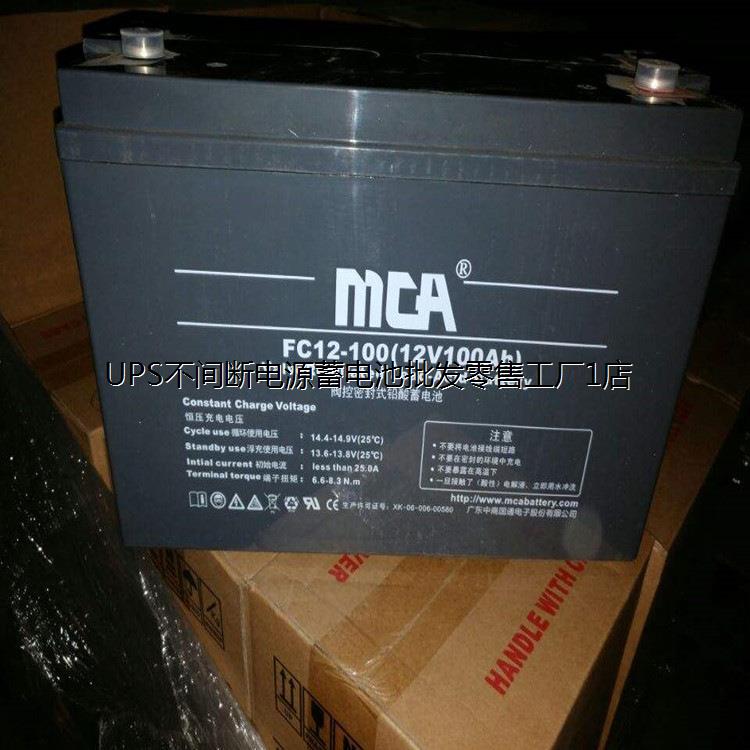 MCA®
FC12-100(12V100Ah)
UPS不间断电源蓄电池批发零售工厂1店
阀控密封式铅酸蓄电池
Constant Charge Voltage
恒压充电电压
Cycle use 循环使用电压： 14.4-14.9V(25℃)
Standby use 浮充使用电压： 13.6-13.8V(25℃)
Intial current 初始电流： less than 25.0A
Terminal torque 端子扭矩： 6.6-8.3 N.m
注意
•不要将电池接线端短路
•不要在密封的环境中充电
•不要暴露在高温下
•一旦接触了（酸性）电解液、立即用水冲洗
http://www.mcabattery.com
生产许可证号：XK-06-006-00580
广东中商国通电子股份有限公司
HANDLE WITH